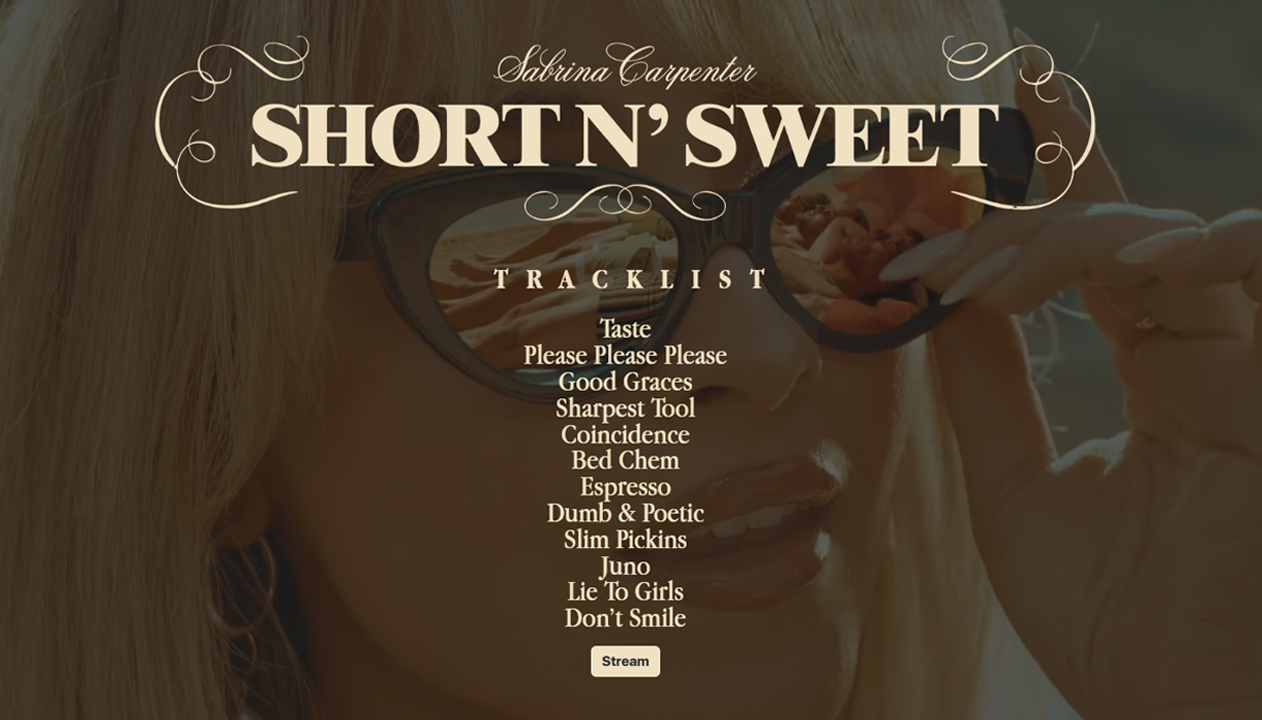 Sabrina Carpenter
SHORT N’ SWEET
TRACKLIST
Taste
Please Please Please
Good Graces
Sharpest Tool
Coincidence
Bed Chem
Espresso
Dumb & Poetic
Slim Pickins
Juno
Lie To Girls
Don’t Smile
Stream